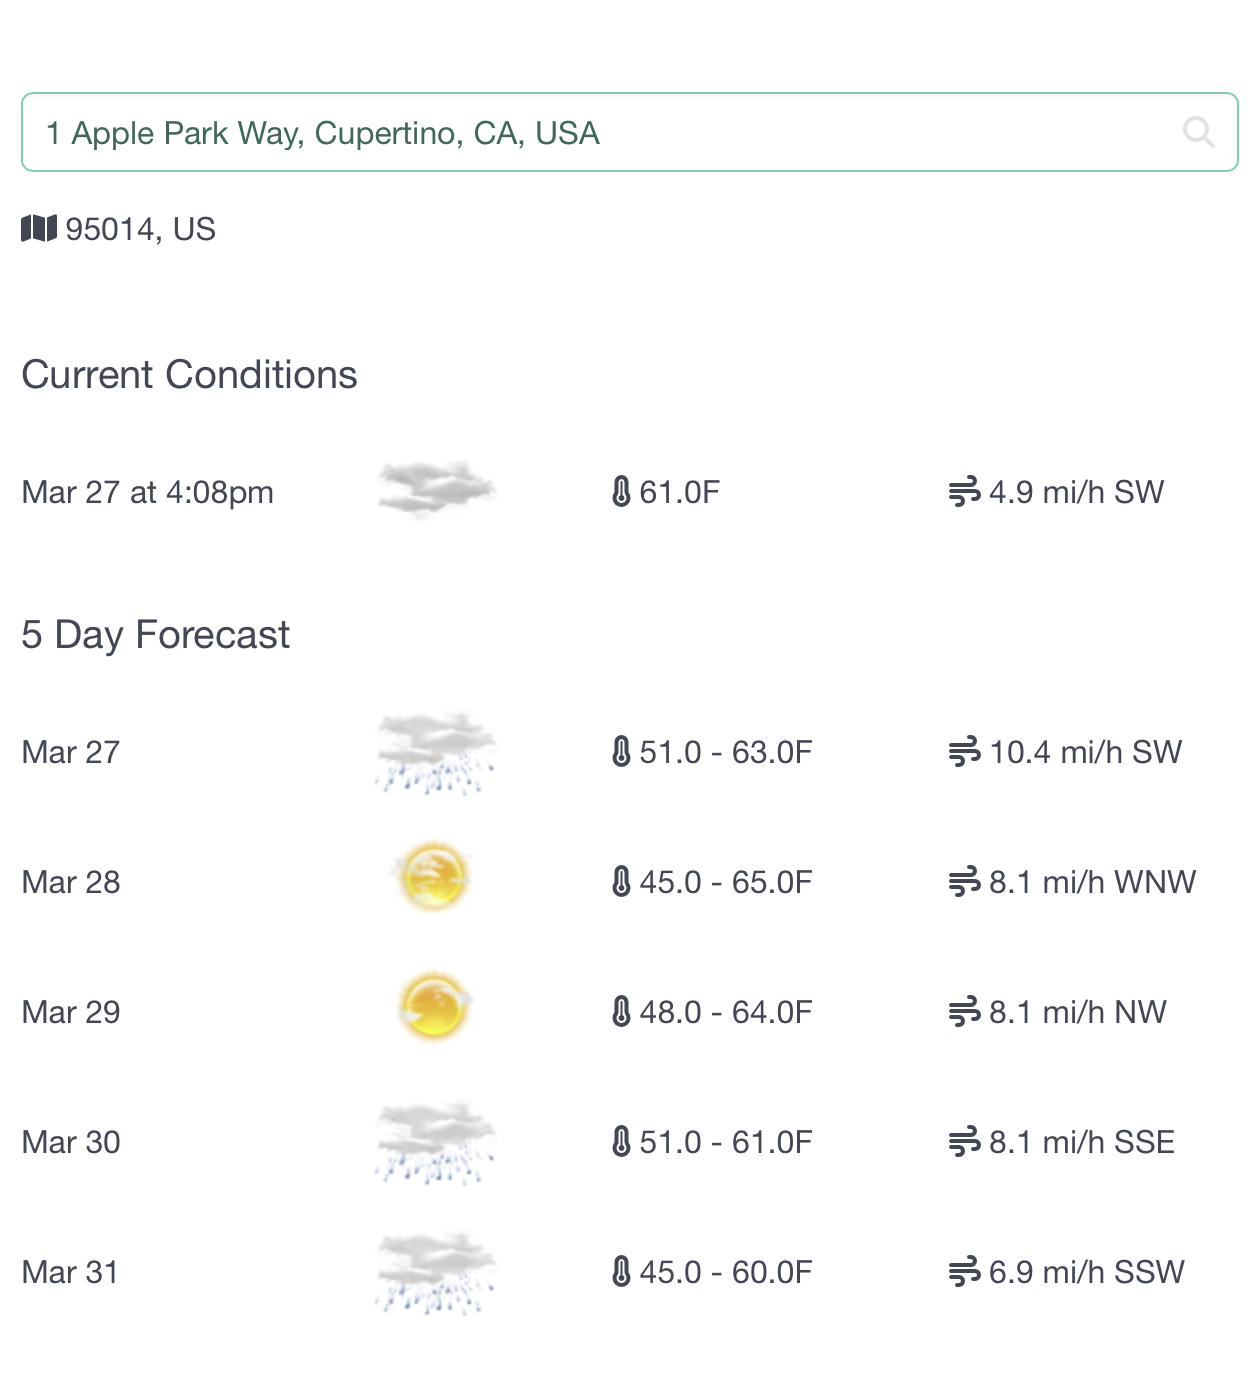 1 Apple Park Way, Cupertino, CA, USA
95014, US
Current Conditions
Mar 27 at 4:08pm 61.0F 4.9 mi/h SW
5 Day Forecast
Mar 27 51.0 - 63.0F 10.4 mi/h SW
Mar 28 45.0 - 65.0F 8.1 mi/h WNW
Mar 29 48.0 - 64.0F 8.1 mi/h NW
Mar 30 51.0 - 61.0F 8.1 mi/h SSE
Mar 31 45.0 - 60.0F 6.9 mi/h SSW